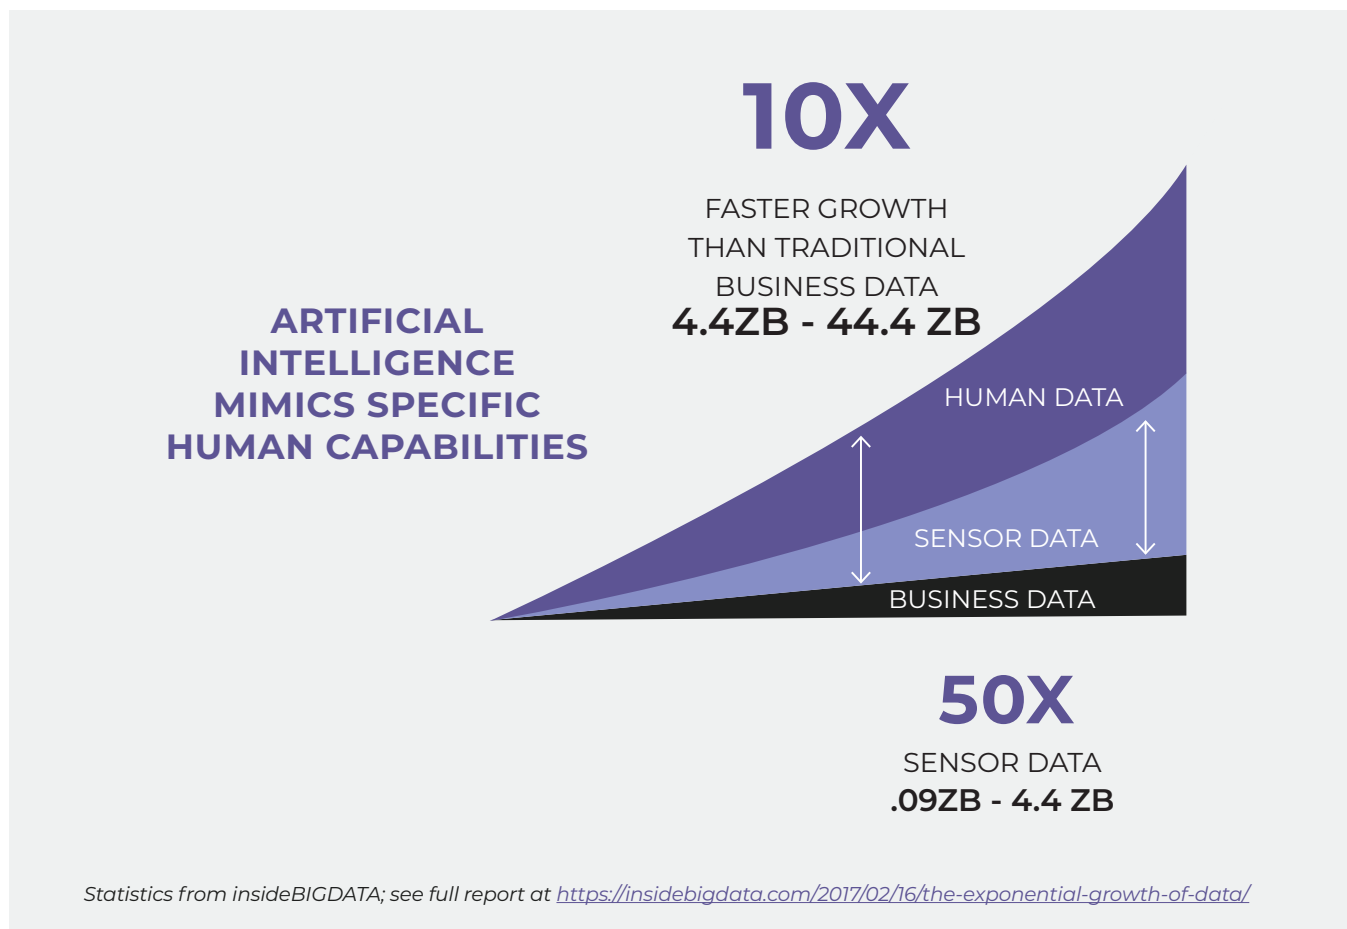 10X
FASTER GROWTH
THAN TRADITIONAL
BUSINESS DATA
4.4ZB - 44.4 ZB
ARTIFICIAL
INTELLIGENCE
MIMICS SPECIFIC
HUMAN CAPABILITIES
HUMAN DATA
SENSOR DATA
BUSINESS DATA
50X
SENSOR DATA
.09ZB - 4.4 ZB
Statistics from insideBIGDATA; see full report at https://insidebigdata.com/2017/02/16/the-exponential-growth-of-data/